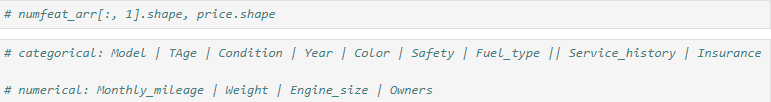 # numfeat_arr[:, 1].shape, price.shape
# categorical: Model | TAge | Condition | Year | Color | Safety | Fuel_type || Service_history | Insurance
# numerical: Monthly_mileage | Weight | Engine_size | Owners